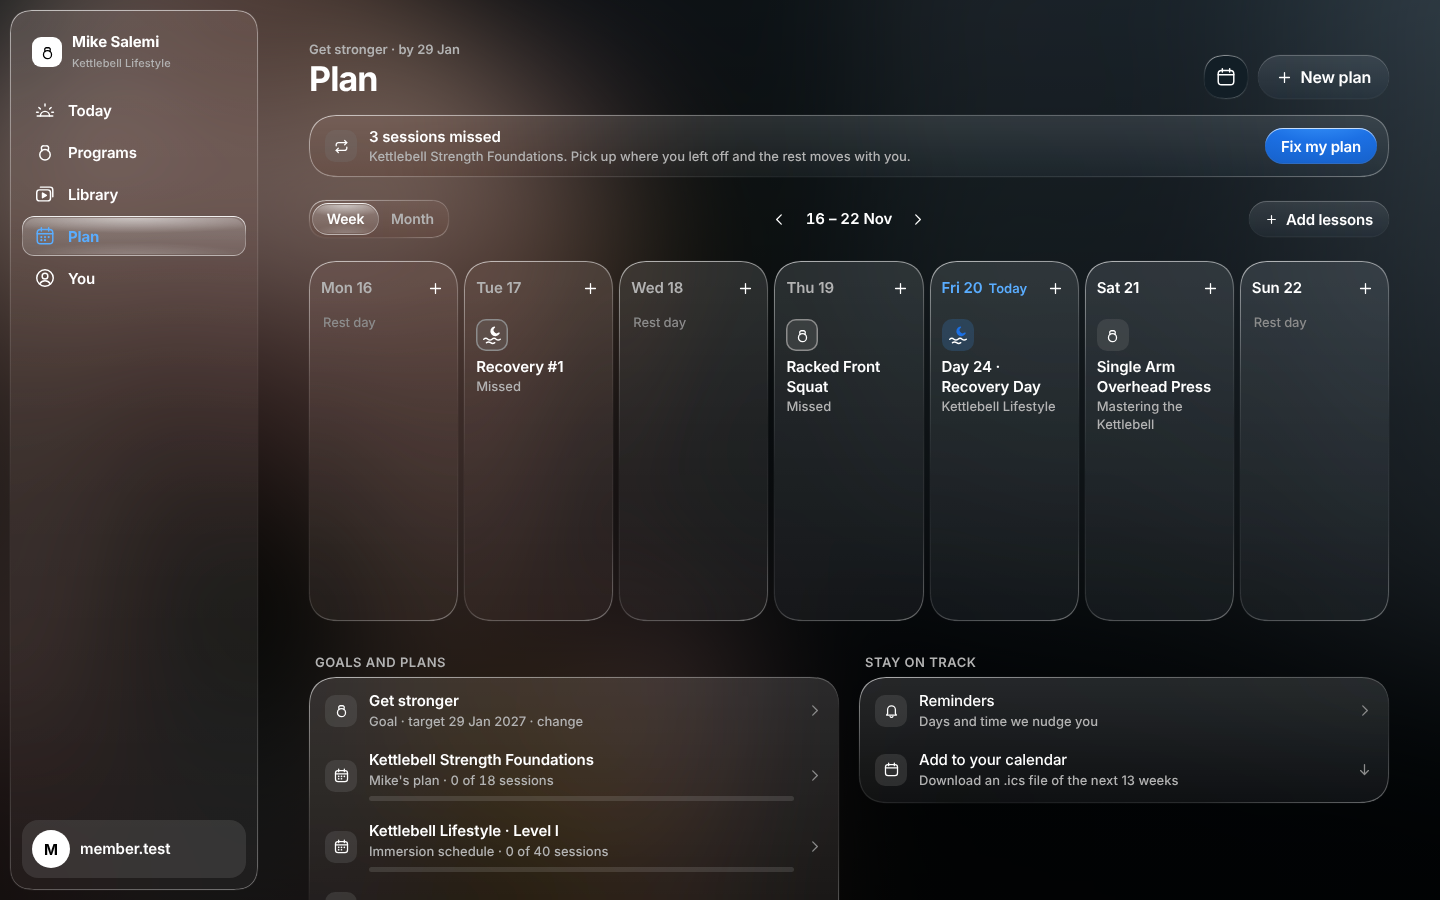 Mike Salemi
Kettlebell Lifestyle
Today
Programs
Library
Plan
You
M
member.test
Get stronger · by 29 Jan
Plan
New plan
3 sessions missed
Kettlebell Strength Foundations. Pick up where you left off and the rest moves with you.
Fix my plan
Week
Month
16 – 22 Nov
Add lessons
Mon 16
Rest day
Tue 17
Recovery #1
Missed
Wed 18
Rest day
Thu 19
Racked Front
Squat
Missed
Fri 20 Today
Day 24 ·
Recovery Day
Kettlebell Lifestyle
Sat 21
Single Arm
Overhead Press
Mastering the
Kettlebell
Sun 22
Rest day
GOALS AND PLANS
Get stronger
Goal · target 29 Jan 2027 · change
Kettlebell Strength Foundations
Mike's plan · 0 of 18 sessions
Kettlebell Lifestyle · Level I
Immersion schedule · 0 of 40 sessions
STAY ON TRACK
Reminders
Days and time we nudge you
Add to your calendar
Download an .ics file of the next 13 weeks